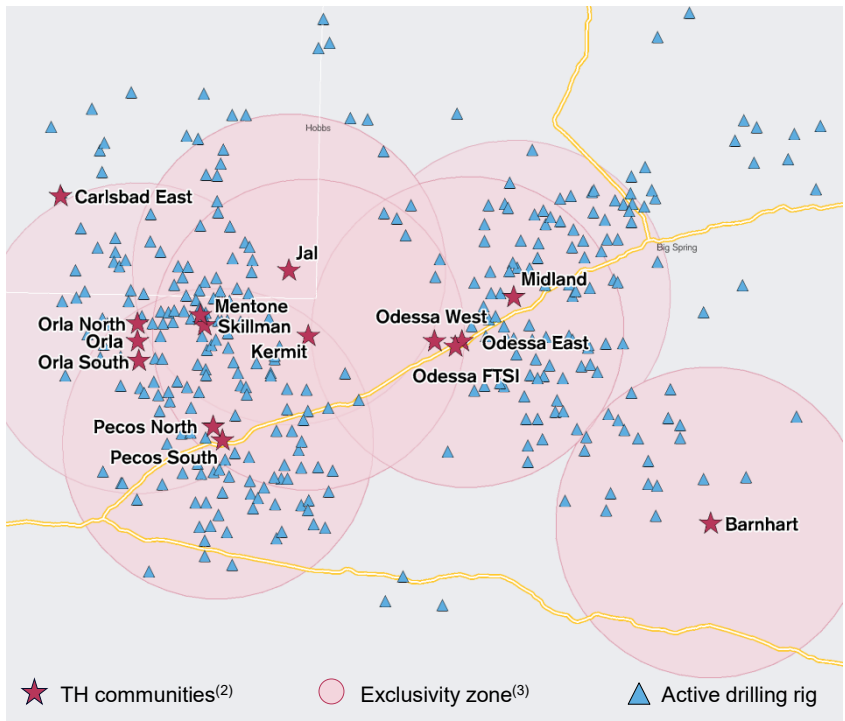 Hobbs
Carlsbad East
Big Spring
Jal
Midland
Mentone
Orla North
Skillman
Odessa West
Orla
Kermit
Odessa East
Orla South
Odessa FTSI
Pecos North
Pecos South
Barnhart
TH communities(2)
Exclusivity zone(3)
Active drilling rig